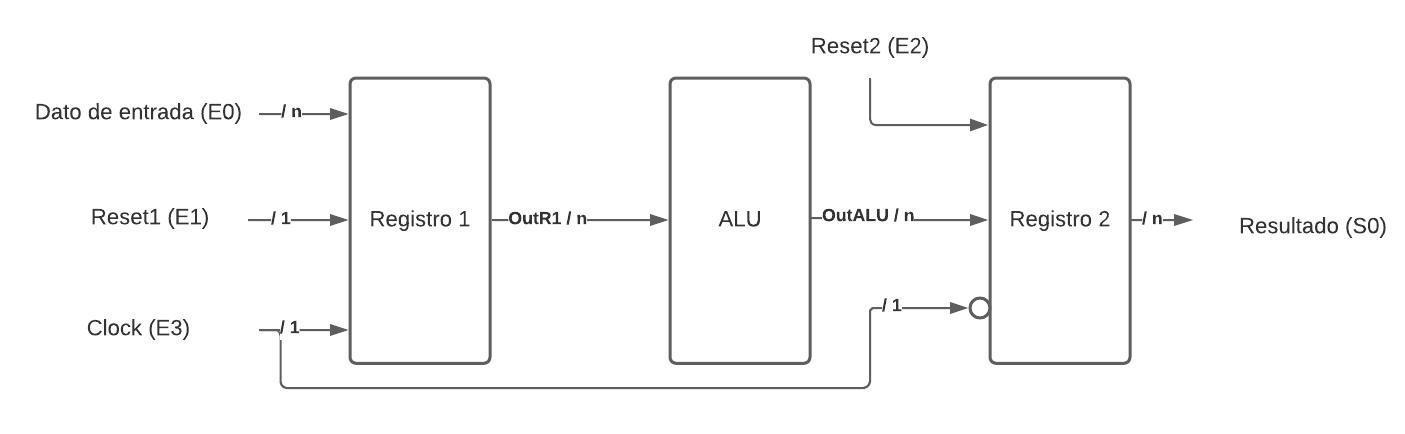 Reset2 (E2)
Dato de entrada (E0)
/ n
Reset1 (E1)
/ 1
Registro 1
OutR1 / n
ALU
OutALU / n
Registro 2
/ n
Resultado (S0)
Clock (E3)
/ 1
/ 1